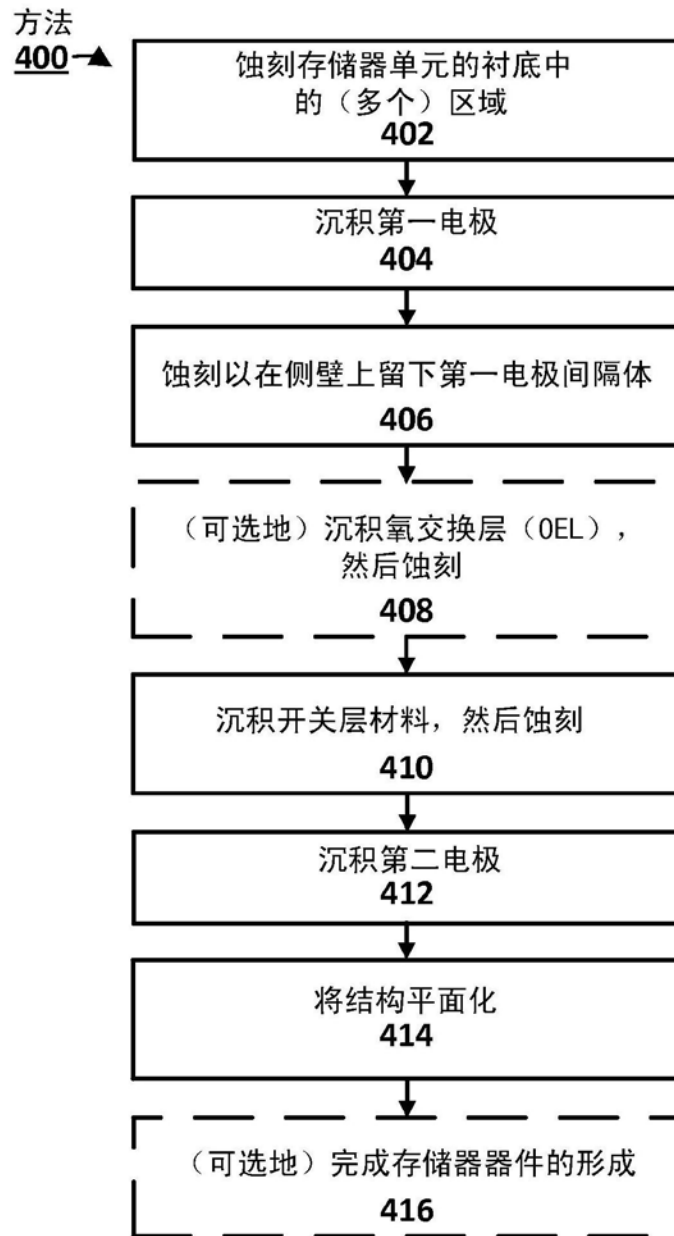 方法
400
蚀刻存储器单元的衬底中
的（多个）区域
402
沉积第一电极
404
蚀刻以在侧壁上留下第一电极间隔体
406
（可选地）沉积氧交换层（OEL），
然后蚀刻
408
沉积开关层材料，然后蚀刻
410
沉积第二电极
412
将结构平面化
414
（可选地）完成存储器器件的形成
416